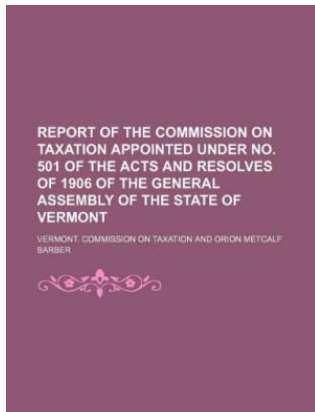 REPORT OF THE COMMISSION ON
TAXATION APPOINTED UNDER NO.
501 OF THE ACTS AND RESOLVES
OF 1906 OF THE GENERAL
ASSEMBLY OF THE STATE OF
VERMONT
VERMONT. COMMISSION ON TAXATION AND ORION METCALF
BARBER